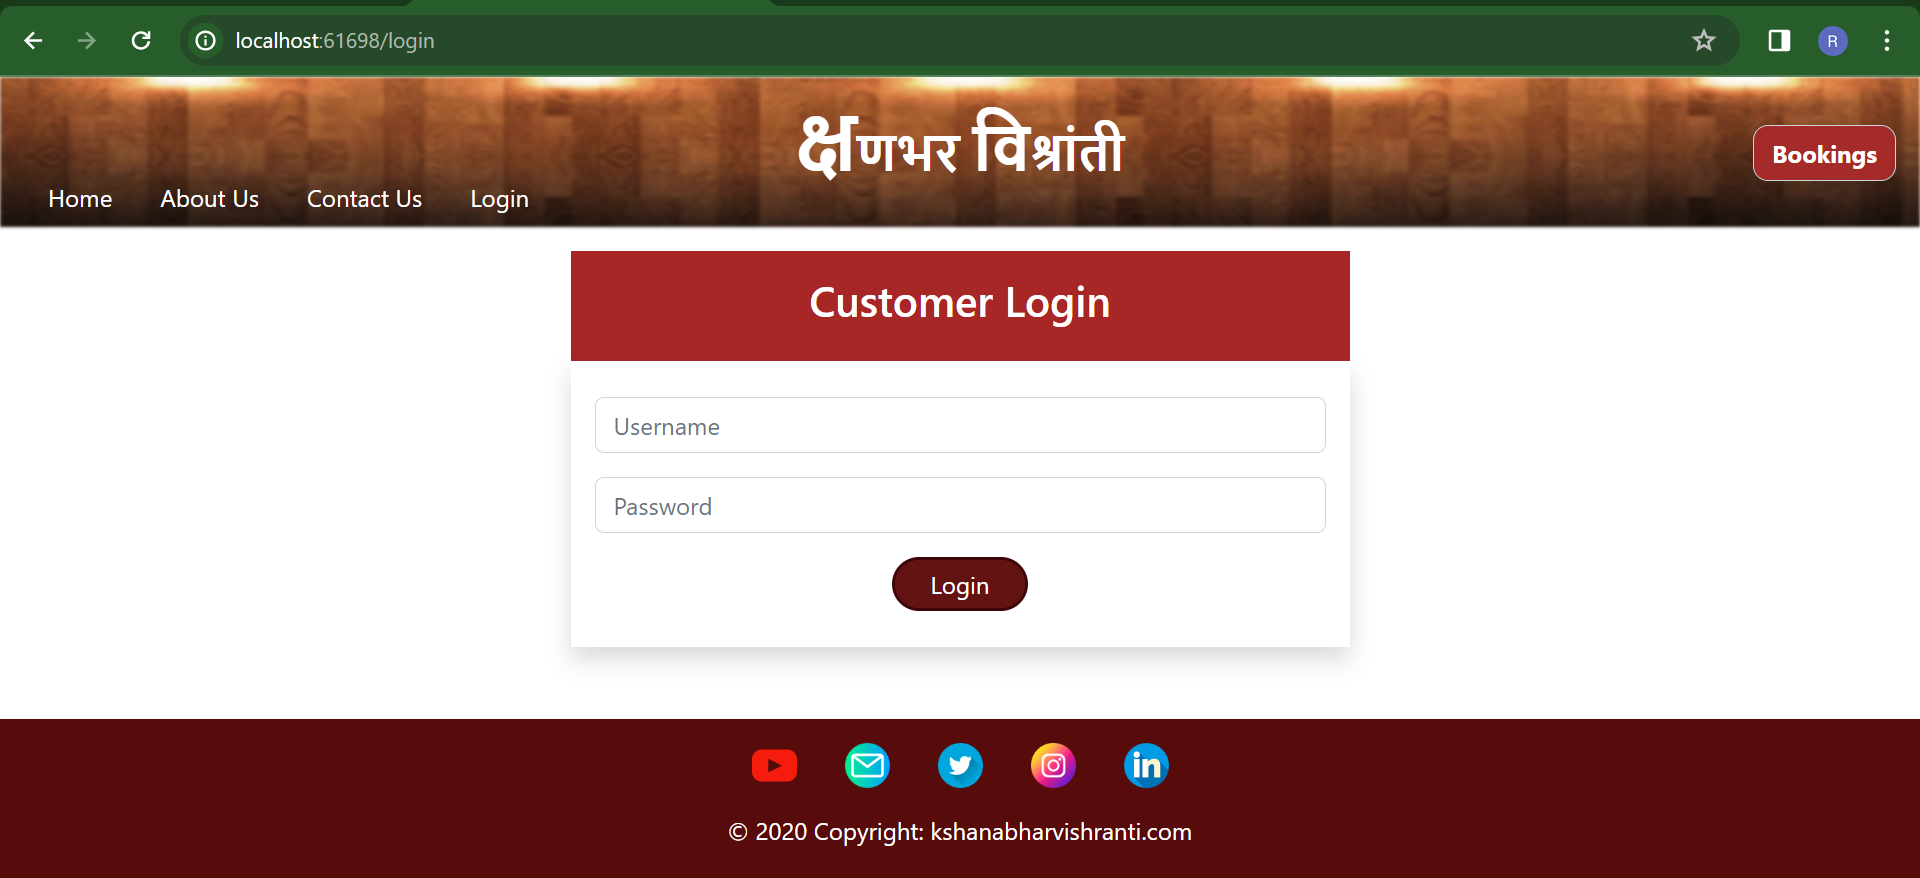 localhost:61698/login
R
क्षणभर विश्रांती
Bookings
Home About Us Contact Us Login
Customer Login
Username
Password
Login
in
© 2020 Copyright: kshanabharvishranti.com